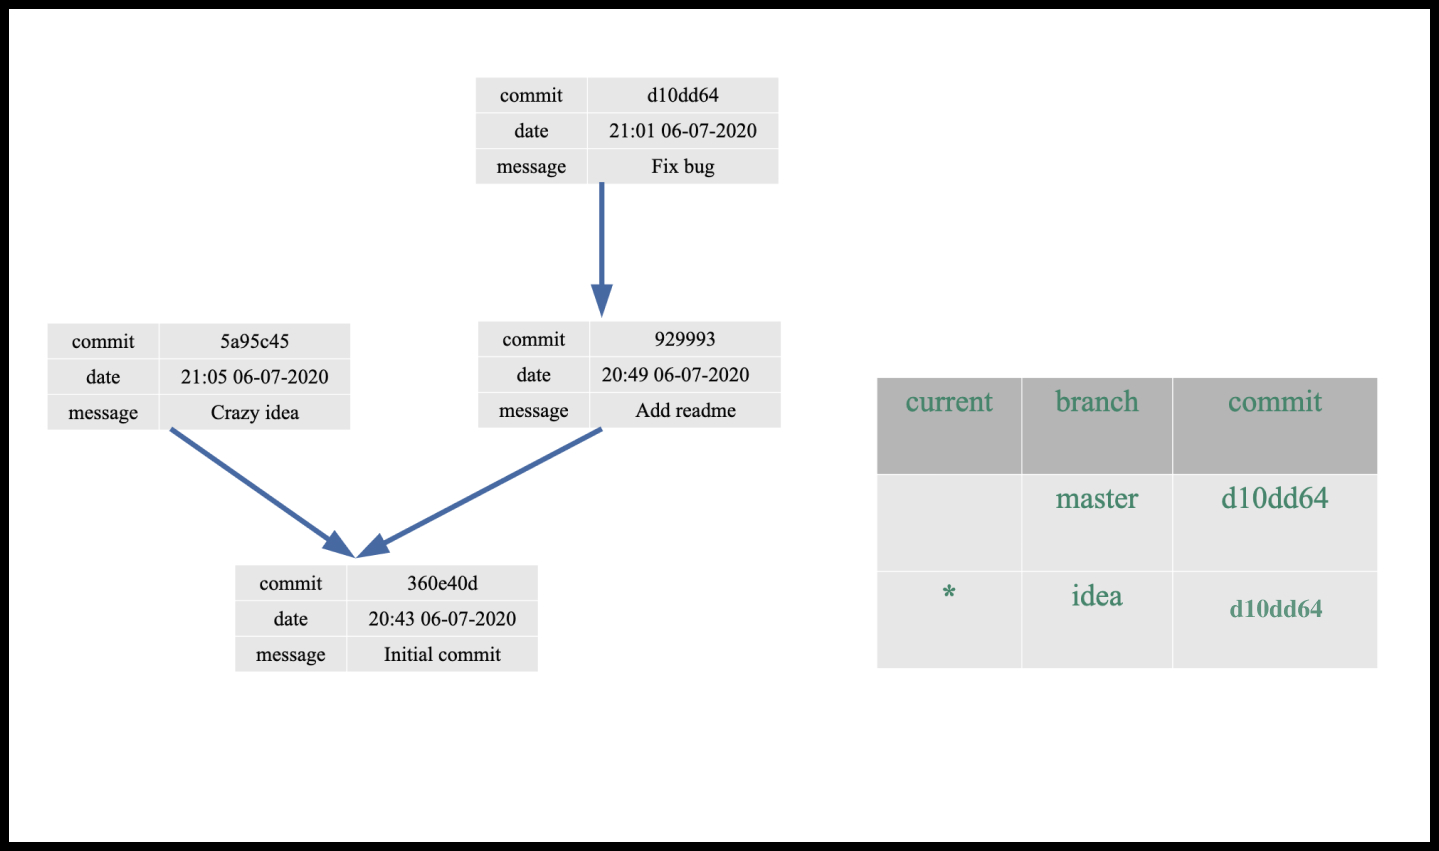 commit d10dd64
date 21:01 06-07-2020
message Fix bug
commit 5a95c45
date 21:05 06-07-2020
message Crazy idea
commit 929993
date 20:49 06-07-2020
message Add readme
commit 360e40d
date 20:43 06-07-2020
message Initial commit
current branch commit
master d10dd64
* idea d10dd64